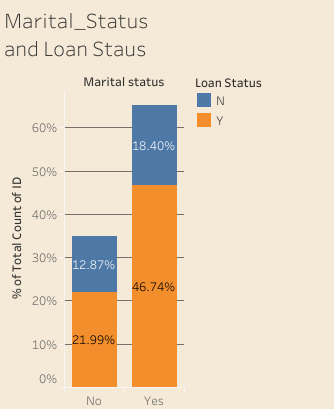 Marital_Status
and Loan Staus
Marital status
Loan Status
N
Y
% of Total Count of ID
60%
50%
40%
30%
20%
10%
0%
18.40%
12.87%
46.74%
21.99%
No
Yes